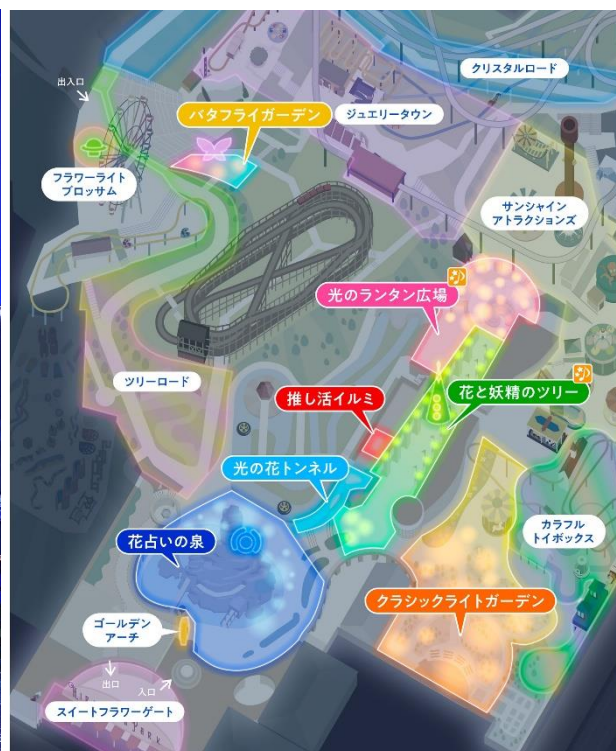 クリスタルロード
出入口
バタフライガーデン
ジュエリータウン
フラワーライト
ブロッサム
サンシャイン
アトラクションズ
光のランタン広場
ツリーロード
推し活イルミ
花と妖精のツリー
光の花トンネル
花占いの泉
カラフル
トイボックス
クラシックライトガーデン
ゴールデン
アーチ
出口
入口
スイートフラワーゲート